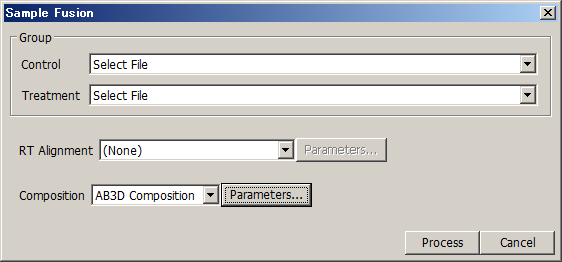 Sample Fusion
Group
Control Select File
Treatment Select File
RT Alignment (None) Parameters...
Composition AB3D Composition Parameters...
Process Cancel